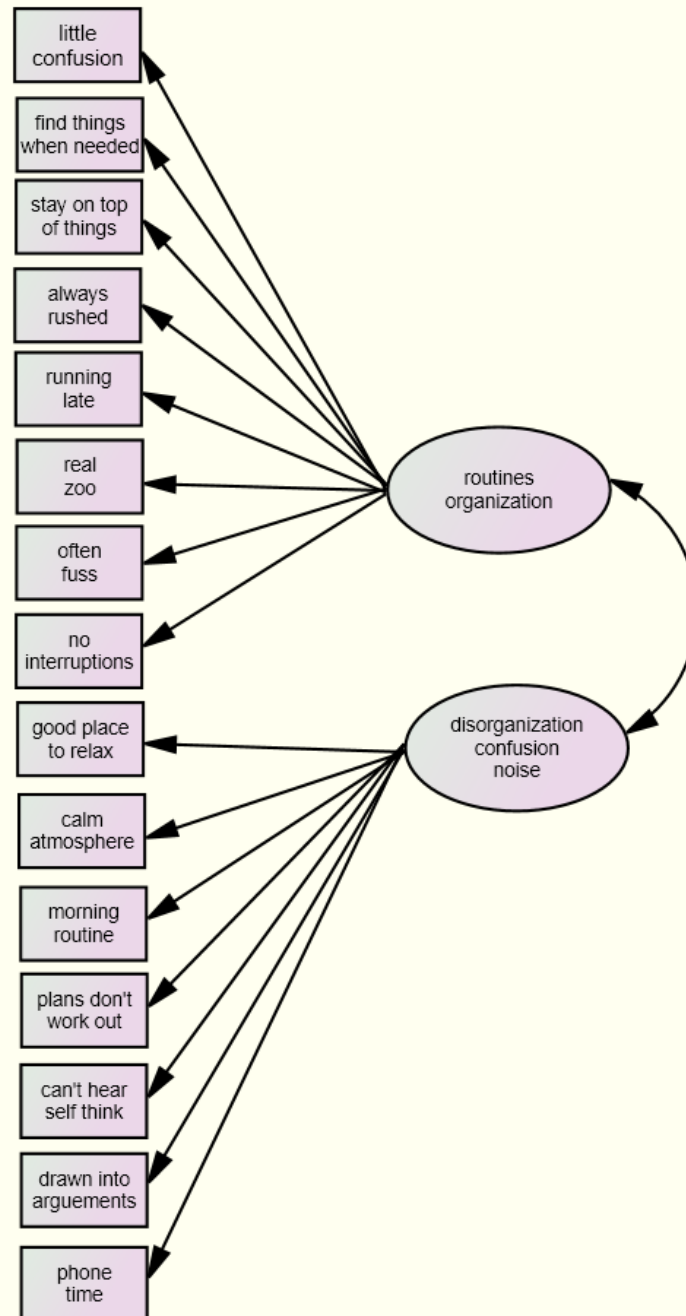 little
confusion
find things
when needed
stay on top
of things
always
rushed
running
late
real
zoo
often
fuss
no
interruptions
good place
to relax
calm
atmosphere
morning
routine
plans don't
work out
can't hear
self think
drawn into
arguements
phone
time
routines
organization
disorganization
confusion
noise